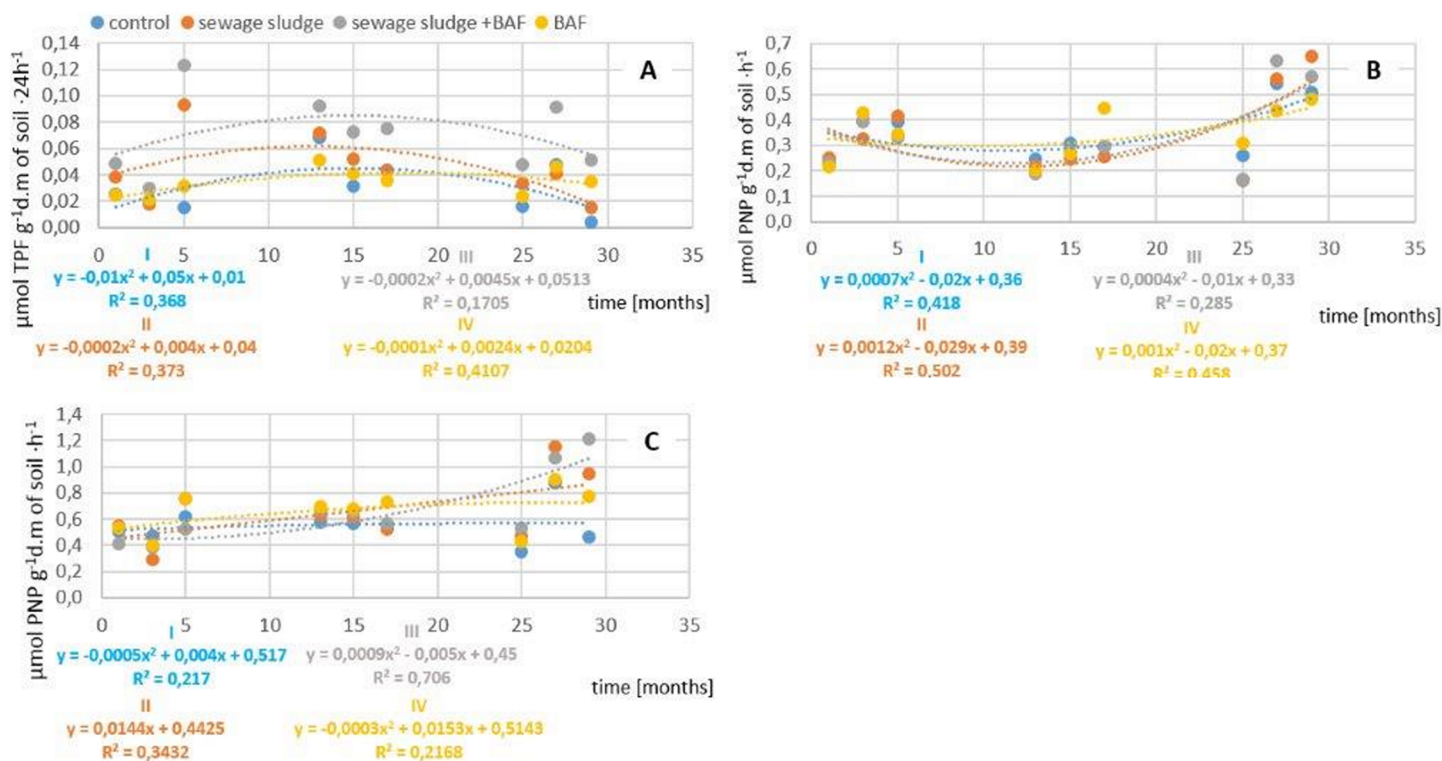 control sewage sludge sewage sludge +BAF BAF
A
µmol TPF g⁻¹d.m of soil ·24h⁻¹
0,14
0,12
0,10
0,08
0,06
0,04
0,02
0,00
0 5 10 15 20 25 30 35
time [months]
I
y = -0,01x² + 0,05x + 0,01
R² = 0,368
III
y = -0,0002x² + 0,0045x + 0,0513
R² = 0,1705
II
y = -0,0002x² + 0,004x + 0,04
R² = 0,373
IV
y = -0,0001x² + 0,0024x + 0,0204
R² = 0,4107
B
µmol PNP g⁻¹d.m of soil ·h⁻¹
0,7
0,6
0,5
0,4
0,3
0,2
0,1
0,0
0 5 10 15 20 25 30 35
time [months]
I
y = 0,0007x² - 0,02x + 0,36
R² = 0,418
III
y = 0,0004x² - 0,01x + 0,33
R² = 0,285
II
y = 0,0012x² - 0,029x + 0,39
R² = 0,502
IV
y = 0,001x² - 0,02x + 0,37
R² = 0,458
C
µmol PNP g⁻¹d.m of soil ·h⁻¹
1,4
1,2
1,0
0,8
0,6
0,4
0,2
0,0
0 5 10 15 20 25 30 35
time [months]
I
y = -0,0005x² + 0,004x + 0,517
R² = 0,217
III
y = 0,0009x² - 0,005x + 0,45
R² = 0,706
II
y = 0,0144x + 0,4425
R² = 0,3432
IV
y = -0,0003x² + 0,0153x + 0,5143
R² = 0,2168